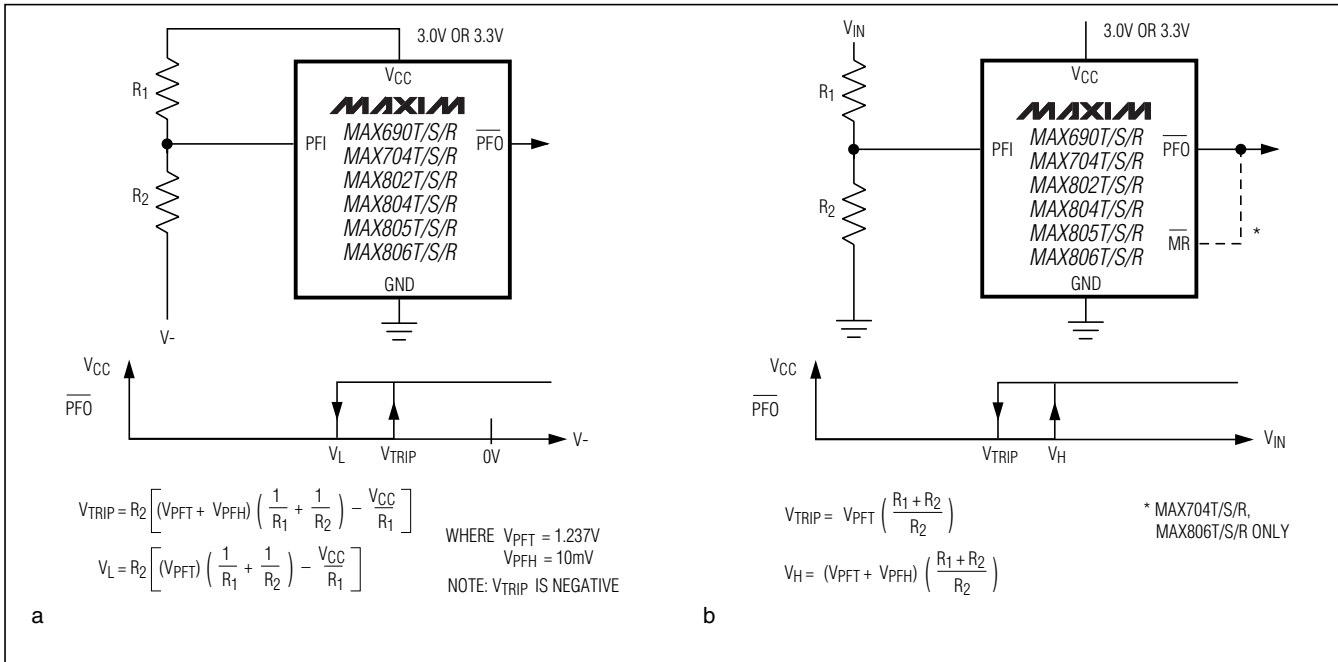 3.0V OR 3.3V
VCC
R1
MAXIM
MAX690T/S/R
MAX704T/S/R
MAX802T/S/R
MAX804T/S/R
MAX805T/S/R
MAX806T/S/R
PFI
PFO
R2
GND
V-
VCC
PFO
VL
VTRIP
0V
V-
VTRIP = R2 [(VPFT + VPFH) (1/R1 + 1/R2) – VCC/R1]
VL = R2 [(VPFT) (1/R1 + 1/R2) – VCC/R1]
WHERE VPFT = 1.237V
VPFH = 10mV
NOTE: VTRIP IS NEGATIVE
a
VIN
3.0V OR 3.3V
VCC
R1
MAXIM
MAX690T/S/R
MAX704T/S/R
MAX802T/S/R
MAX804T/S/R
MAX805T/S/R
MAX806T/S/R
PFI
PFO
R2
MR
*
GND
VCC
PFO
VTRIP
VH
VIN
VTRIP = VPFT (R1 + R2/R2)
VH = (VPFT + VPFH) (R1 + R2/R2)
* MAX704T/S/R,
MAX806T/S/R ONLY
b